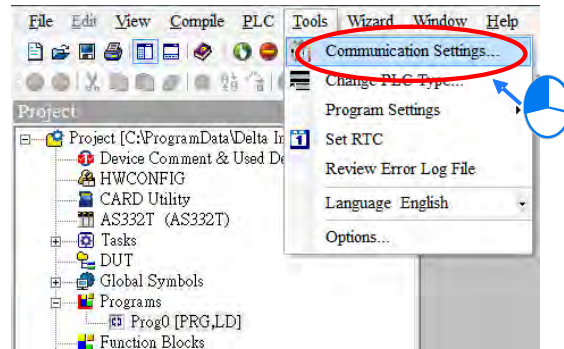 File Edit View Compile PLC Tools Wizard Window Help
Communication Settings...
Change PLC Type...
Program Settings
Set RTC
Review Error Log File
Language English
Options...
Project
Project [C:\ProgramData\Delta In
Device Comment & Used De
HWCONFIG
CARD Utility
AS332T (AS332T)
Tasks
DUT
Global Symbols
Programs
Prog0 [PRG,LD]
Function Blocks